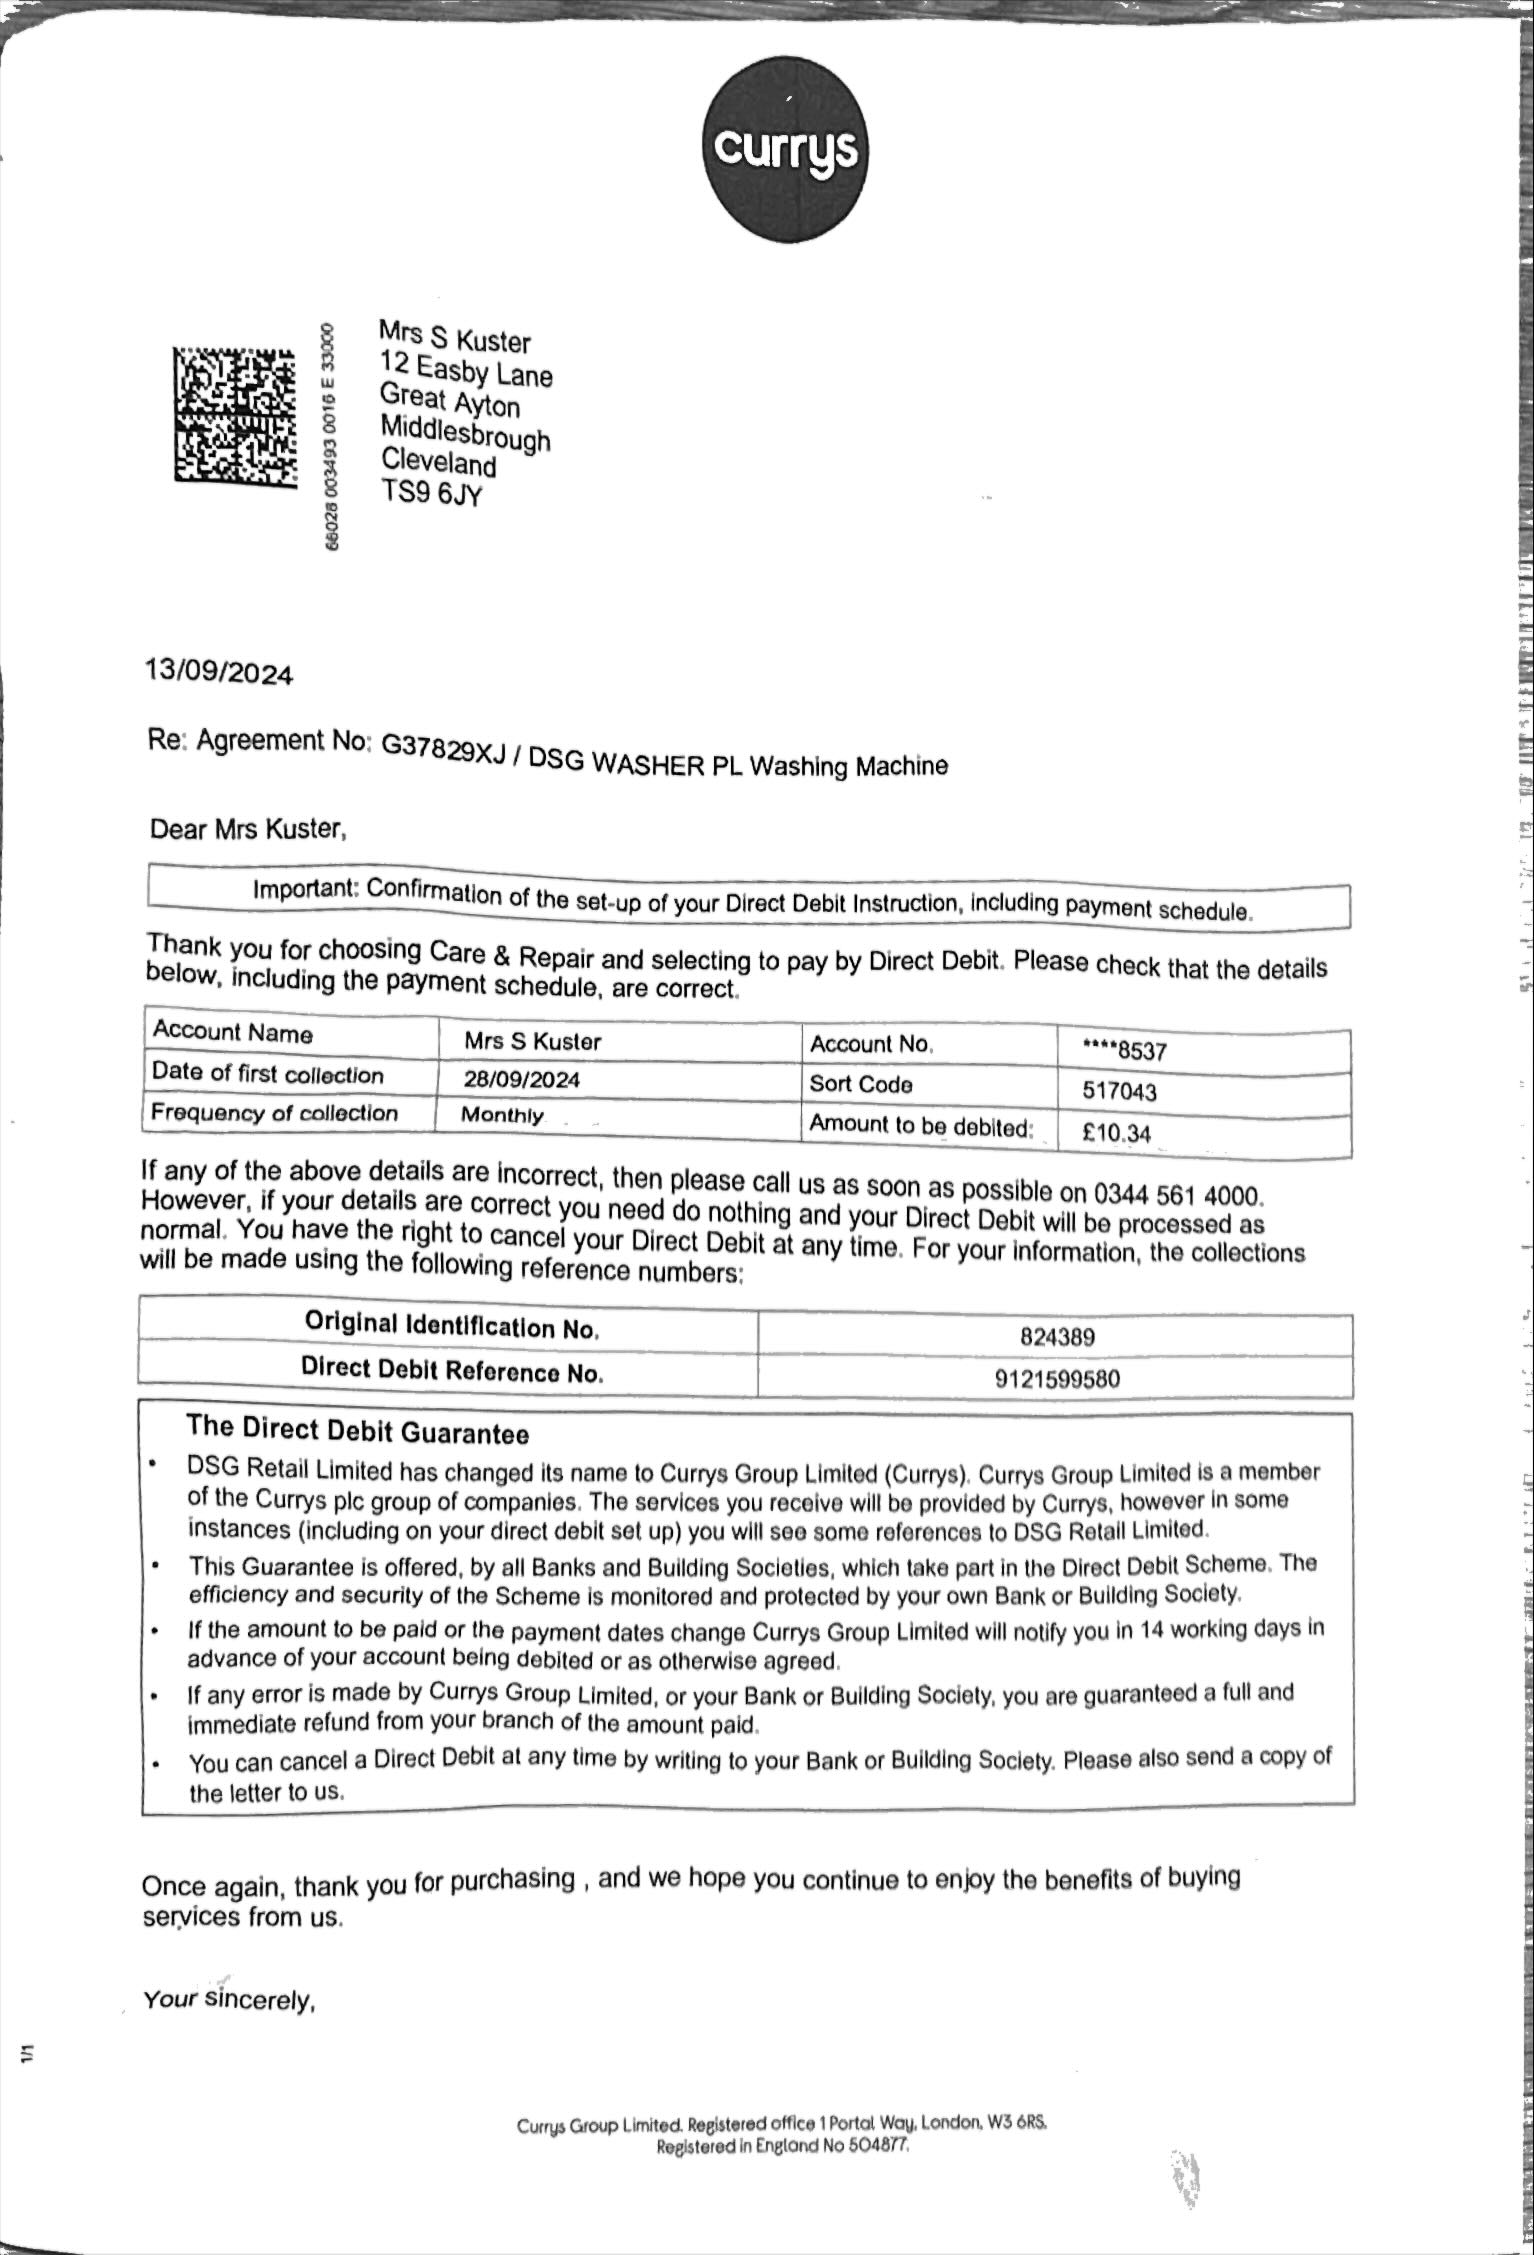 currys
66028 003493 0016 E 33000
Mrs S Kuster
12 Easby Lane
Great Ayton
Middlesbrough
Cleveland
TS9 6JY
13/09/2024
Re: Agreement No: G37829XJ / DSG WASHER PL Washing Machine
Dear Mrs Kuster,
Important: Confirmation of the set-up of your Direct Debit Instruction, including payment schedule.
Thank you for choosing Care & Repair and selecting to pay by Direct Debit. Please check that the details
below, including the payment schedule, are correct.
Account Name Mrs S Kuster Account No. ****8537
Date of first collection 28/09/2024 Sort Code 517043
Frequency of collection Monthly Amount to be debited: £10.34
If any of the above details are incorrect, then please call us as soon as possible on 0344 561 4000.
However, if your details are correct you need do nothing and your Direct Debit will be processed as
normal. You have the right to cancel your Direct Debit at any time. For your information, the collections
will be made using the following reference numbers:
Original Identification No. 824389
Direct Debit Reference No. 9121599580
The Direct Debit Guarantee
• DSG Retail Limited has changed its name to Currys Group Limited (Currys). Currys Group Limited is a member
of the Currys plc group of companies. The services you receive will be provided by Currys, however in some
instances (including on your direct debit set up) you will see some references to DSG Retail Limited.
• This Guarantee is offered, by all Banks and Building Societies, which take part in the Direct Debit Scheme. The
efficiency and security of the Scheme is monitored and protected by your own Bank or Building Society.
• If the amount to be paid or the payment dates change Currys Group Limited will notify you in 14 working days in
advance of your account being debited or as otherwise agreed.
• If any error is made by Currys Group Limited, or your Bank or Building Society, you are guaranteed a full and
immediate refund from your branch of the amount paid.
• You can cancel a Direct Debit at any time by writing to your Bank or Building Society. Please also send a copy of
the letter to us.
Once again, thank you for purchasing , and we hope you continue to enjoy the benefits of buying
services from us.
Your sincerely,
1/1
Currys Group Limited. Registered office 1 Portal Way, London, W3 6RS.
Registered in England No 504877.